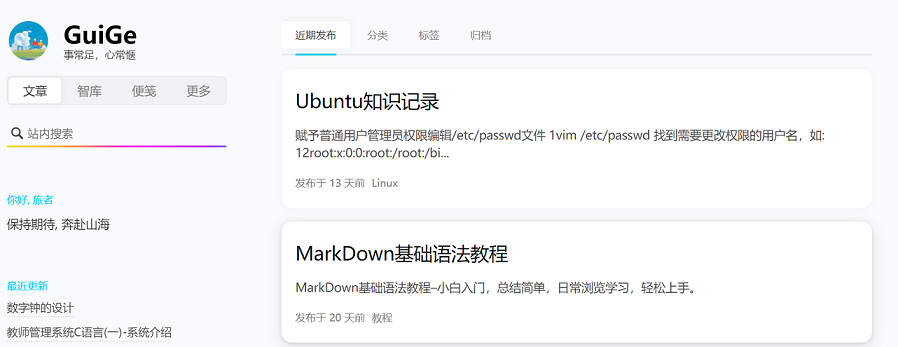 GuiGe
事常足，心常惬
文章 智库 便笺 更多
站内搜索
你好, 旅者
保持期待, 奔赴山海
最近更新
数字钟的设计
教师管理系统C语言(一)-系统介绍
近期发布 分类 标签 归档
Ubuntu知识记录
赋予普通用户管理员权限编辑/etc/passwd文件 1vim /etc/passwd 找到需要更改权限的用户名，如:
12root:x:0:0:root:/root:/bi...
发布于 13 天前 Linux
MarkDown基础语法教程
MarkDown基础语法教程–小白入门，总结简单，日常浏览学习，轻松上手。
发布于 20 天前 教程